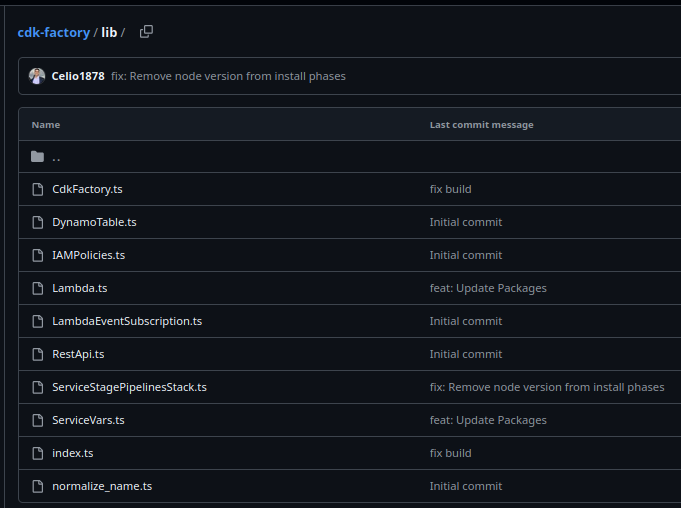 cdk-factory / lib /
Celio1878 fix: Remove node version from install phases
Name Last commit message
..
CdkFactory.ts fix build
DynamoTable.ts Initial commit
IAMPolicies.ts Initial commit
Lambda.ts feat: Update Packages
LambdaEventSubscription.ts Initial commit
RestApi.ts Initial commit
ServiceStagePipelinesStack.ts fix: Remove node version from install phases
ServiceVars.ts feat: Update Packages
index.ts fix build
normalize_name.ts Initial commit